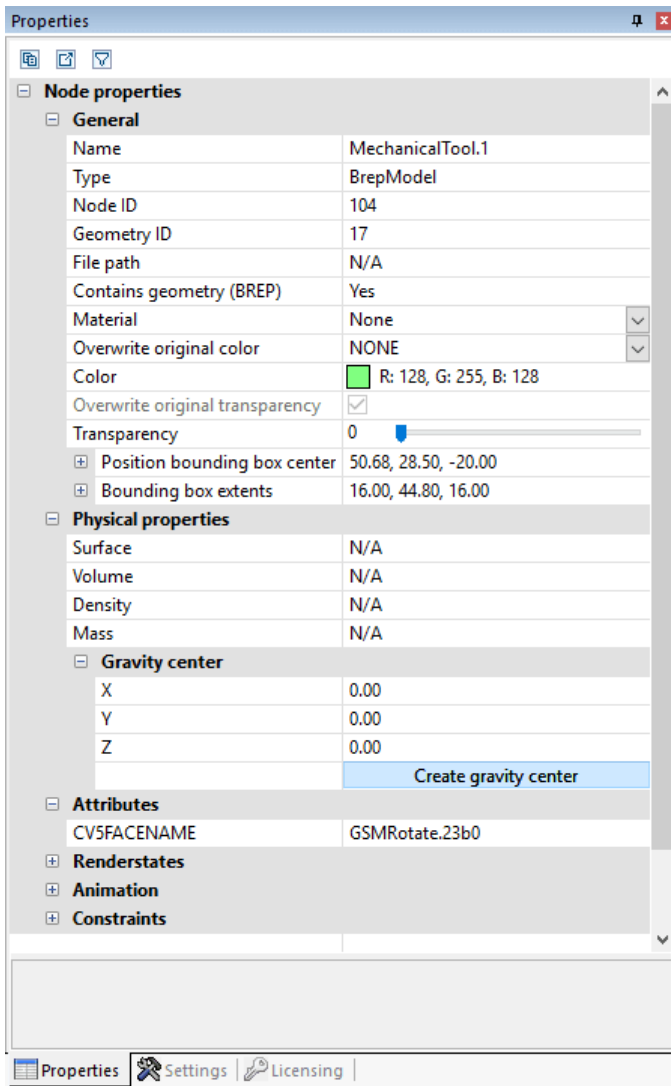 Properties
Node properties
General
Name MechanicalTool.1
Type BrepModel
Node ID 104
Geometry ID 17
File path N/A
Contains geometry (BREP) Yes
Material None
Overwrite original color NONE
Color R: 128, G: 255, B: 128
Overwrite original transparency
Transparency 0
Position bounding box center 50.68, 28.50, -20.00
Bounding box extents 16.00, 44.80, 16.00
Physical properties
Surface N/A
Volume N/A
Density N/A
Mass N/A
Gravity center
X 0.00
Y 0.00
Z 0.00
Create gravity center
Attributes
CV5FACENAME GSMRotate.23b0
Renderstates
Animation
Constraints
Properties Settings Licensing